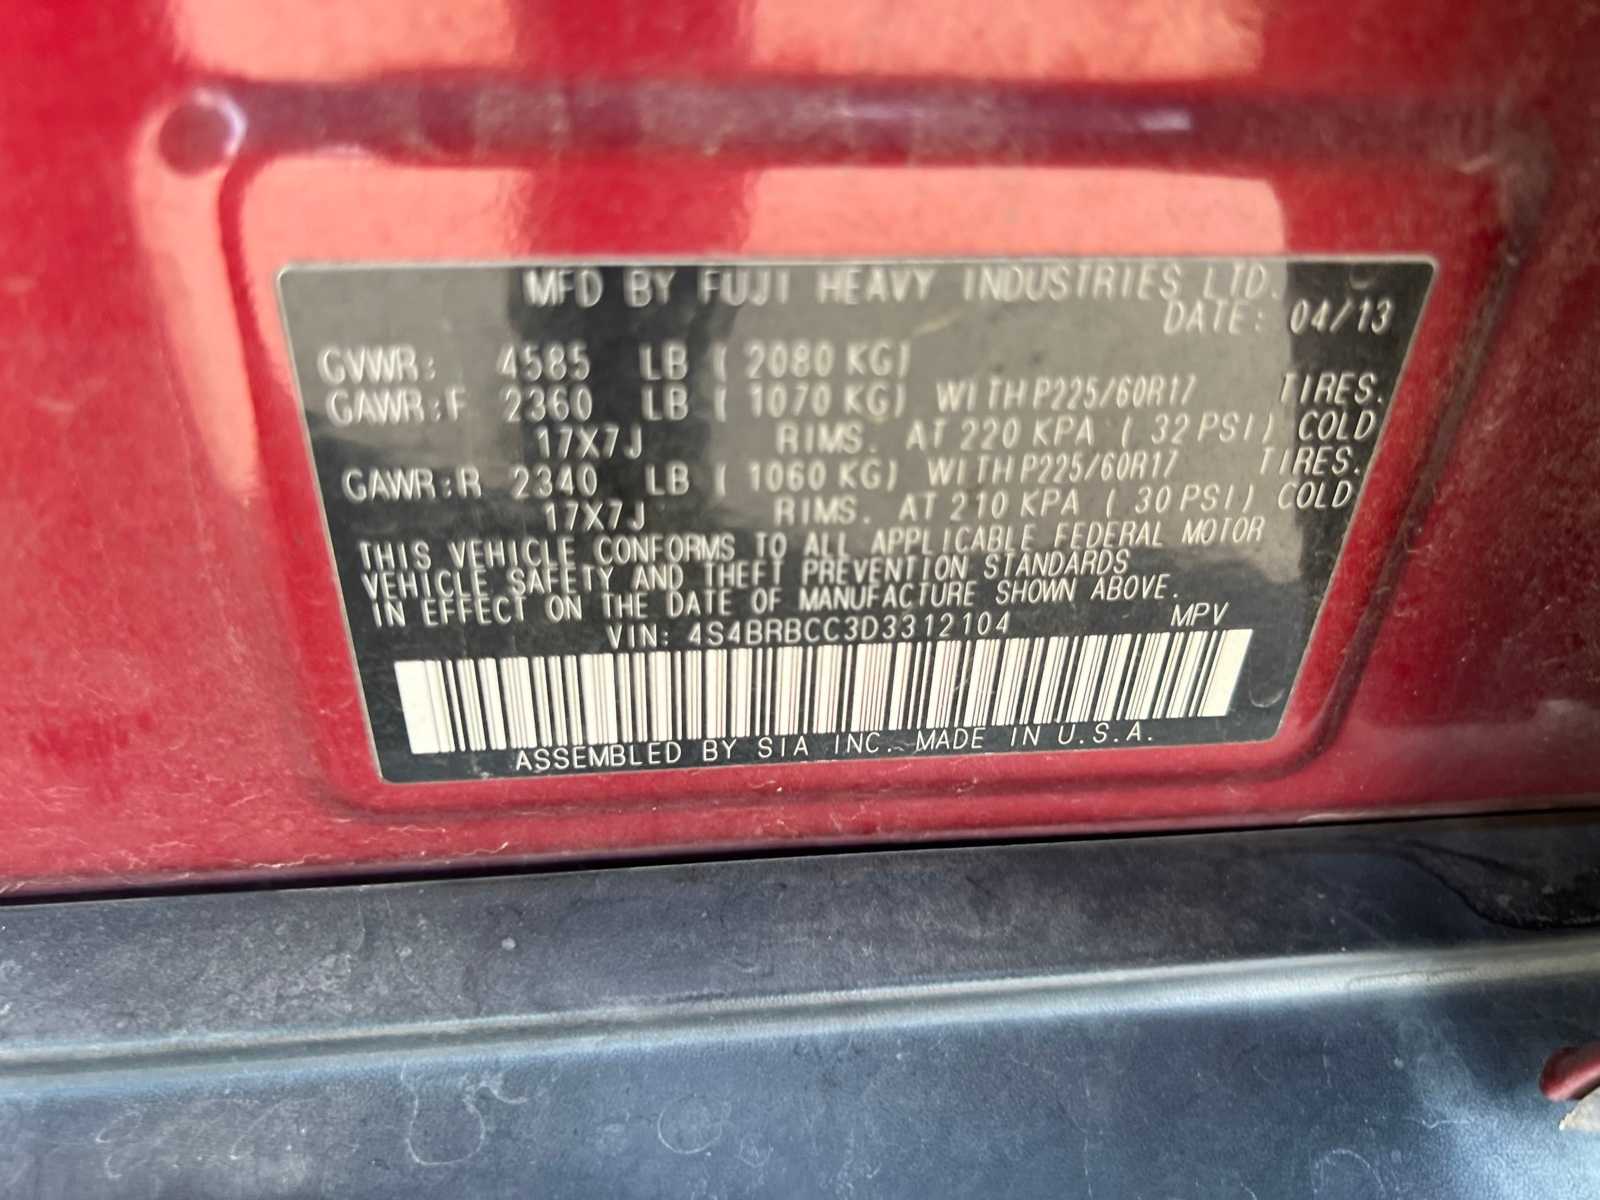 MFD BY FUJI HEAVY INDUSTRIES LTD.
DATE: 04/13
GVWR: 4585 LB ( 2080 KG)
GAWR:F 2360 LB ( 1070 KG) WITH P225/60R17 TIRES.
17X7J RIMS. AT 220 KPA ( 32 PSI) COLD
GAWR:R 2340 LB ( 1060 KG) WITH P225/60R17 TIRES.
17X7J RIMS. AT 210 KPA ( 30 PSI) COLD
THIS VEHICLE CONFORMS TO ALL APPLICABLE FEDERAL MOTOR
VEHICLE SAFETY AND THEFT PREVENTION STANDARDS
IN EFFECT ON THE DATE OF MANUFACTURE SHOWN ABOVE.
VIN: 4S4BRBCC3D3312104 MPV
ASSEMBLED BY SIA INC. MADE IN U.S.A.